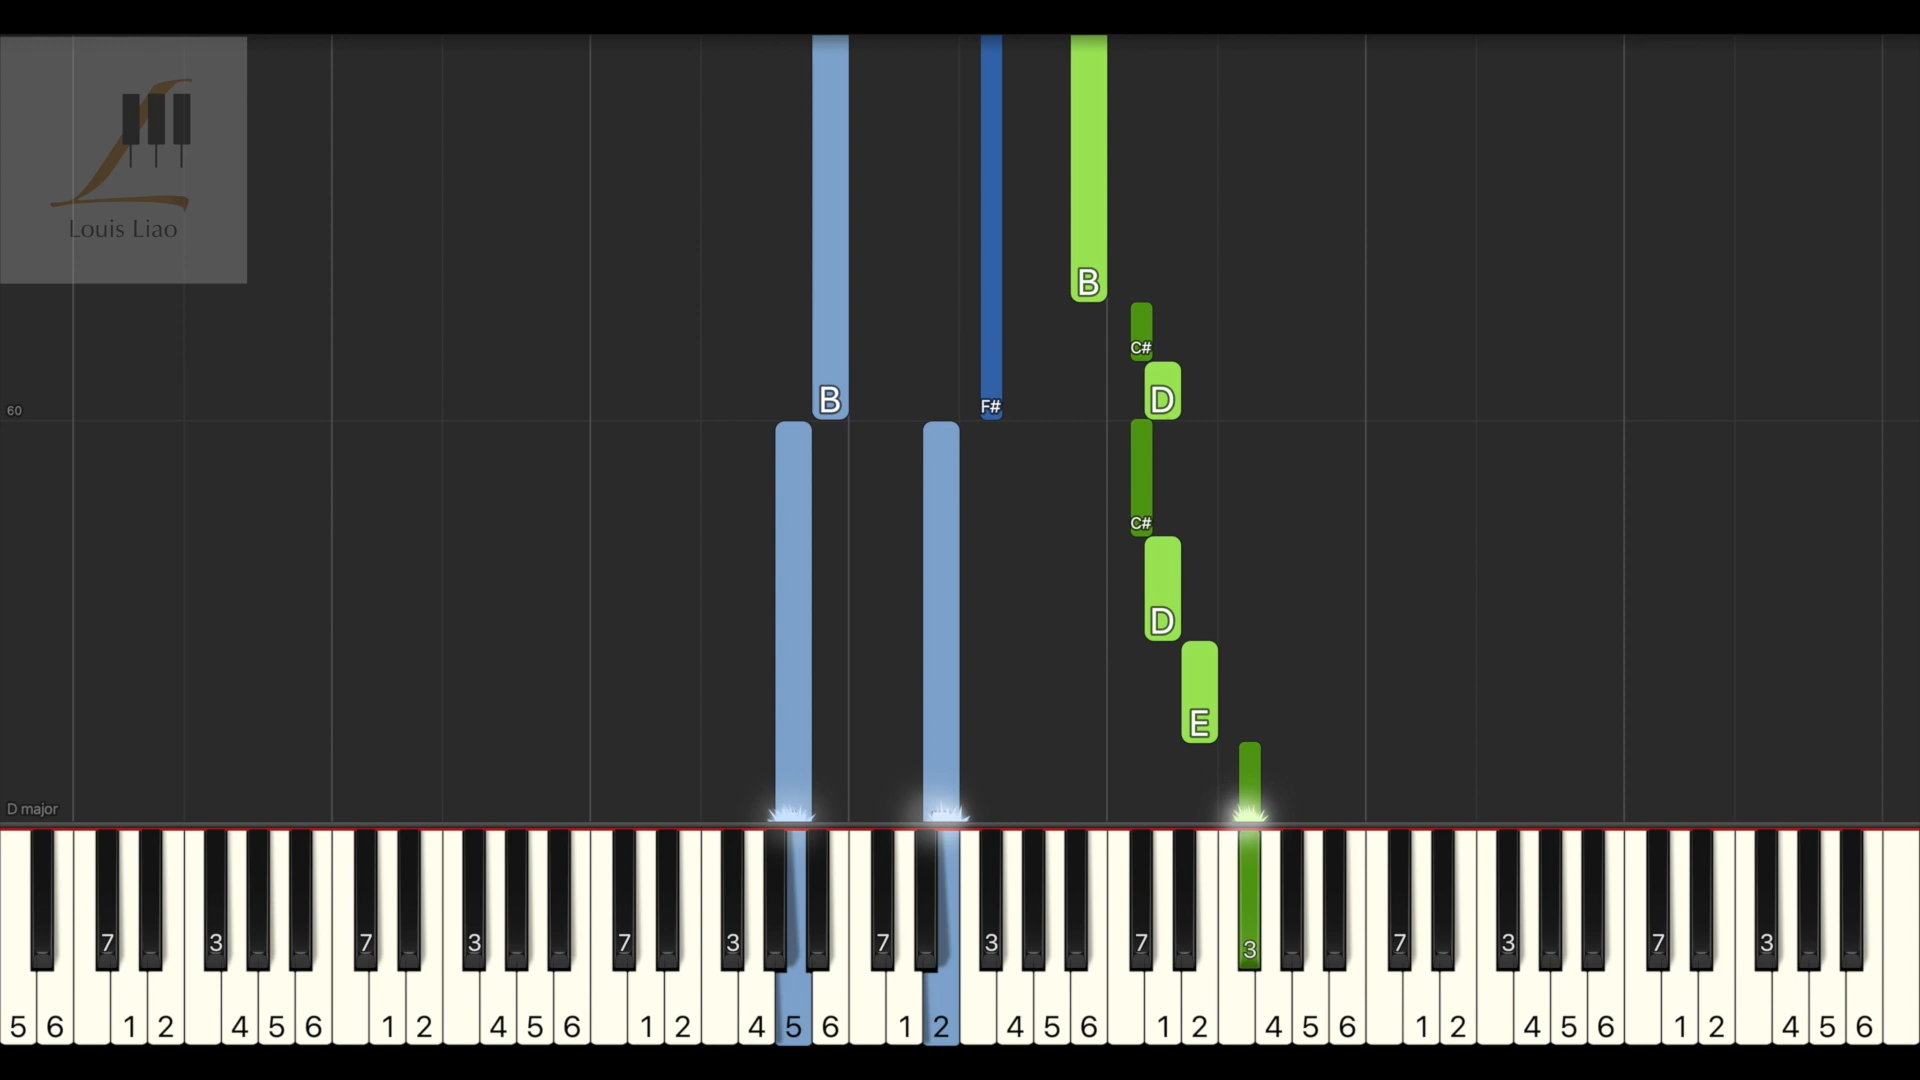 Louis Liao
B
C#
B
D
60
F#
C#
D
E
D major
7 3 7 3 7 3 7 3 7 3 7 3 7 3
5 6 1 2 4 5 6 1 2 4 5 6 1 2 4 5 6 1 2 4 5 6 1 2 4 5 6 1 2 4 5 6 1 2 4 5 6